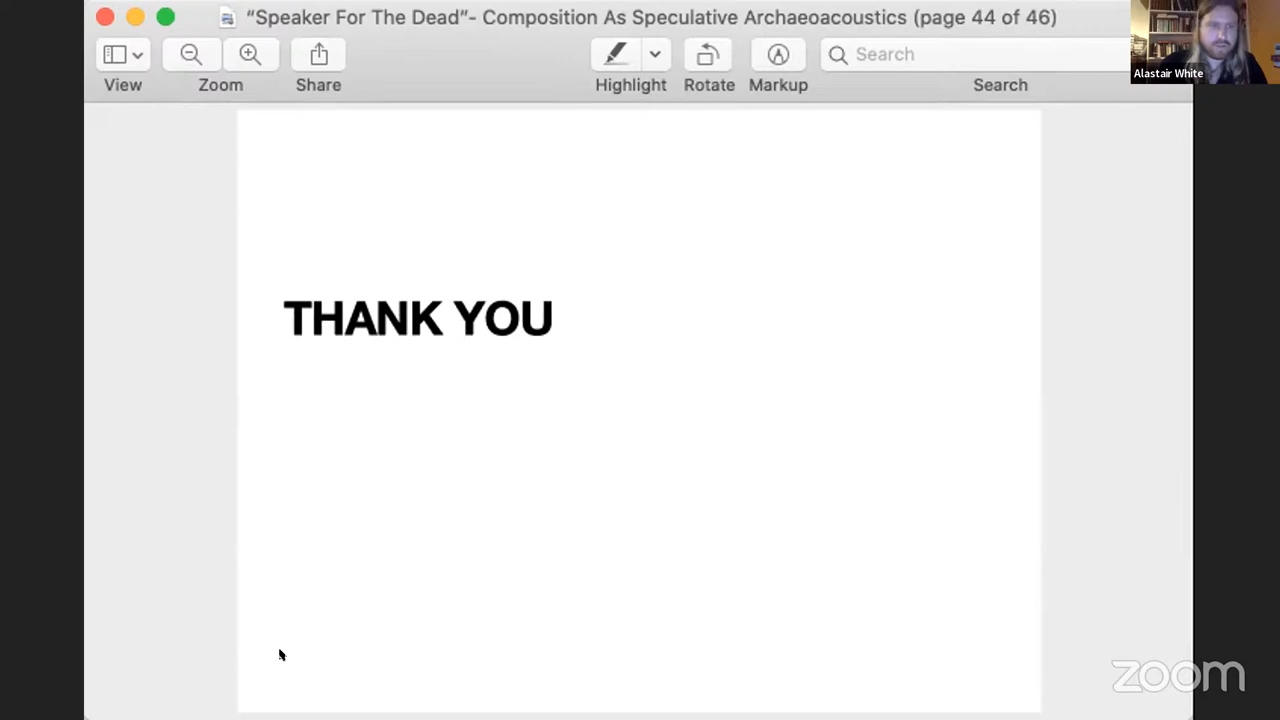 “Speaker For The Dead”- Composition As Speculative Archaeoacoustics (page 44 of 46)
View
Zoom
Share
Highlight
Rotate
Markup
Search
Search
Alastair White
THANK YOU
zoom